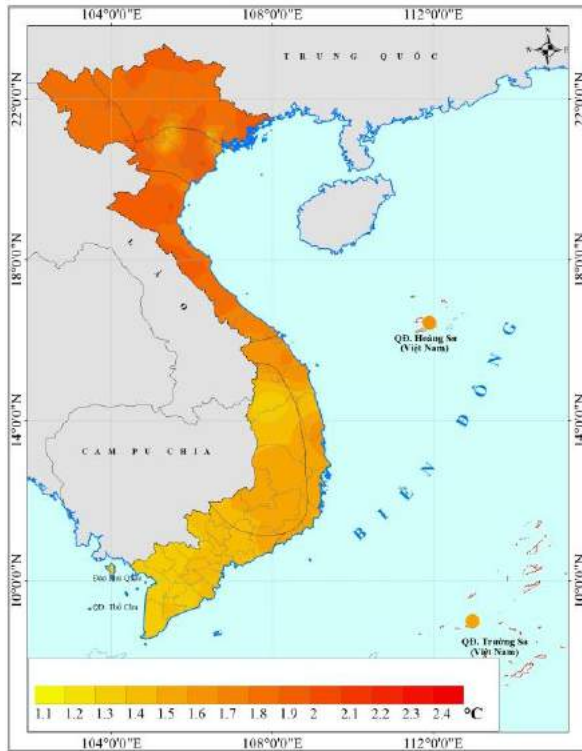 104°0'0"E 108°0'0"E 112°0'0"E
N
TRUNG QUỐC
22°0'0"N 22°0'0"N
LÀO
18°0'0"N 18°0'0"N
QĐ. Hoàng Sa
(Việt Nam)
BIỂN ĐÔNG
14°0'0"N 14°0'0"N
CAM PU CHIA
10°0'0"N 10°0'0"N
Đảo Phú Quốc
QĐ. Thổ Chu
QĐ. Trường Sa
(Việt Nam)
1.1 1.2 1.3 1.4 1.5 1.6 1.7 1.8 1.9 2 2.1 2.2 2.3 2.4 °C
104°0'0"E 108°0'0"E 112°0'0"E